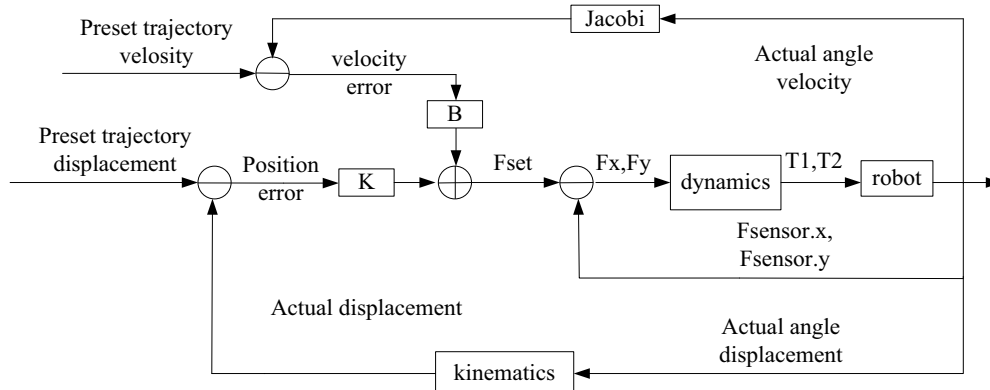 Jacobi
Preset trajectory
velosity
velocity
error
Actual angle
velocity
B
Preset trajectory
displacement
Position
error
K
Fset
Fx,Fy
dynamics
T1,T2
robot
Fsensor.x,
Fsensor.y
Actual displacement
Actual angle
displacement
kinematics